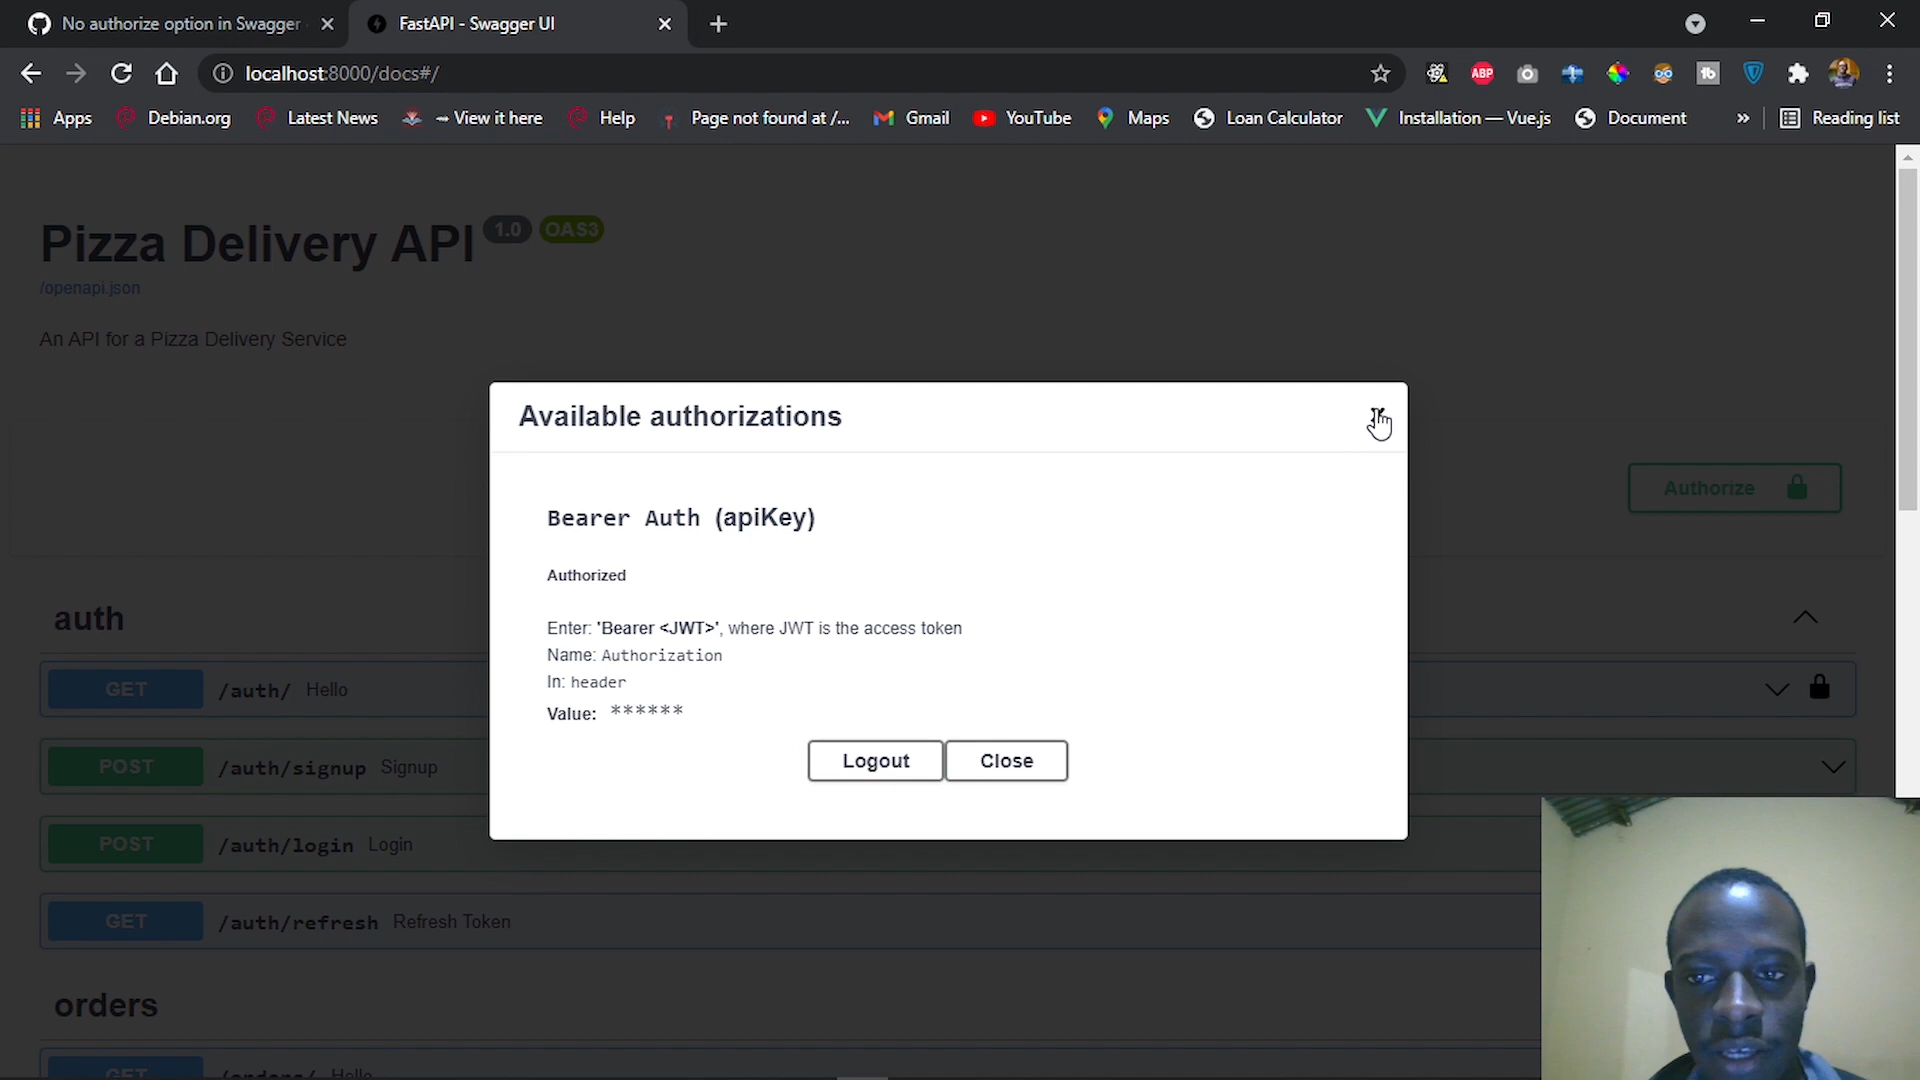 No authorize option in Swagger
FastAPI - Swagger UI
localhost:8000/docs#/
ABP
Apps
Debian.org
Latest News
View it here
Help
Page not found at /...
Gmail
YouTube
Maps
Loan Calculator
Installation — Vue.js
Document
»
Reading list
Pizza Delivery API 1.0 OAS3
/openapi.json
An API for a Pizza Delivery Service
Available authorizations
Authorize
Bearer Auth (apiKey)
Authorized
Enter: 'Bearer <JWT>', where JWT is the access token
Name: Authorization
In: header
Value: ******
Logout
Close
auth
GET /auth/ Hello
POST /auth/signup Signup
POST /auth/login Login
GET /auth/refresh Refresh Token
orders
GET /orders/ Hello